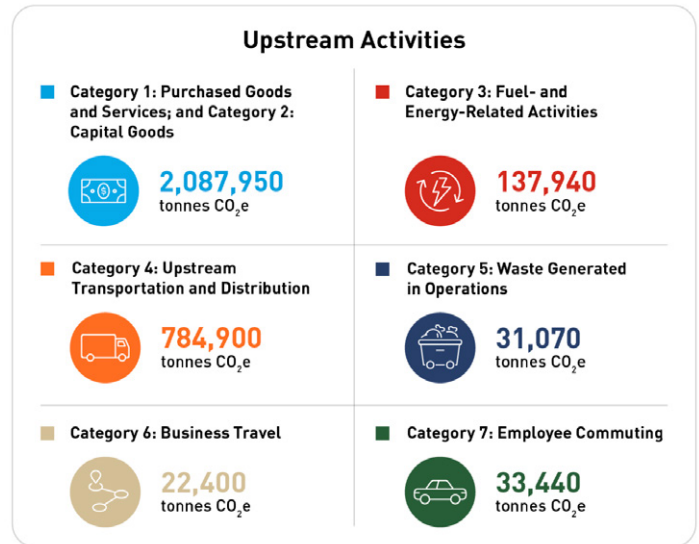 Upstream Activities
Category 1: Purchased Goods
and Services; and Category 2:
Capital Goods
2,087,950
tonnes CO₂e
Category 3: Fuel- and
Energy-Related Activities
137,940
tonnes CO₂e
Category 4: Upstream
Transportation and Distribution
784,900
tonnes CO₂e
Category 5: Waste Generated
in Operations
31,070
tonnes CO₂e
Category 6: Business Travel
22,400
tonnes CO₂e
Category 7: Employee Commuting
33,440
tonnes CO₂e